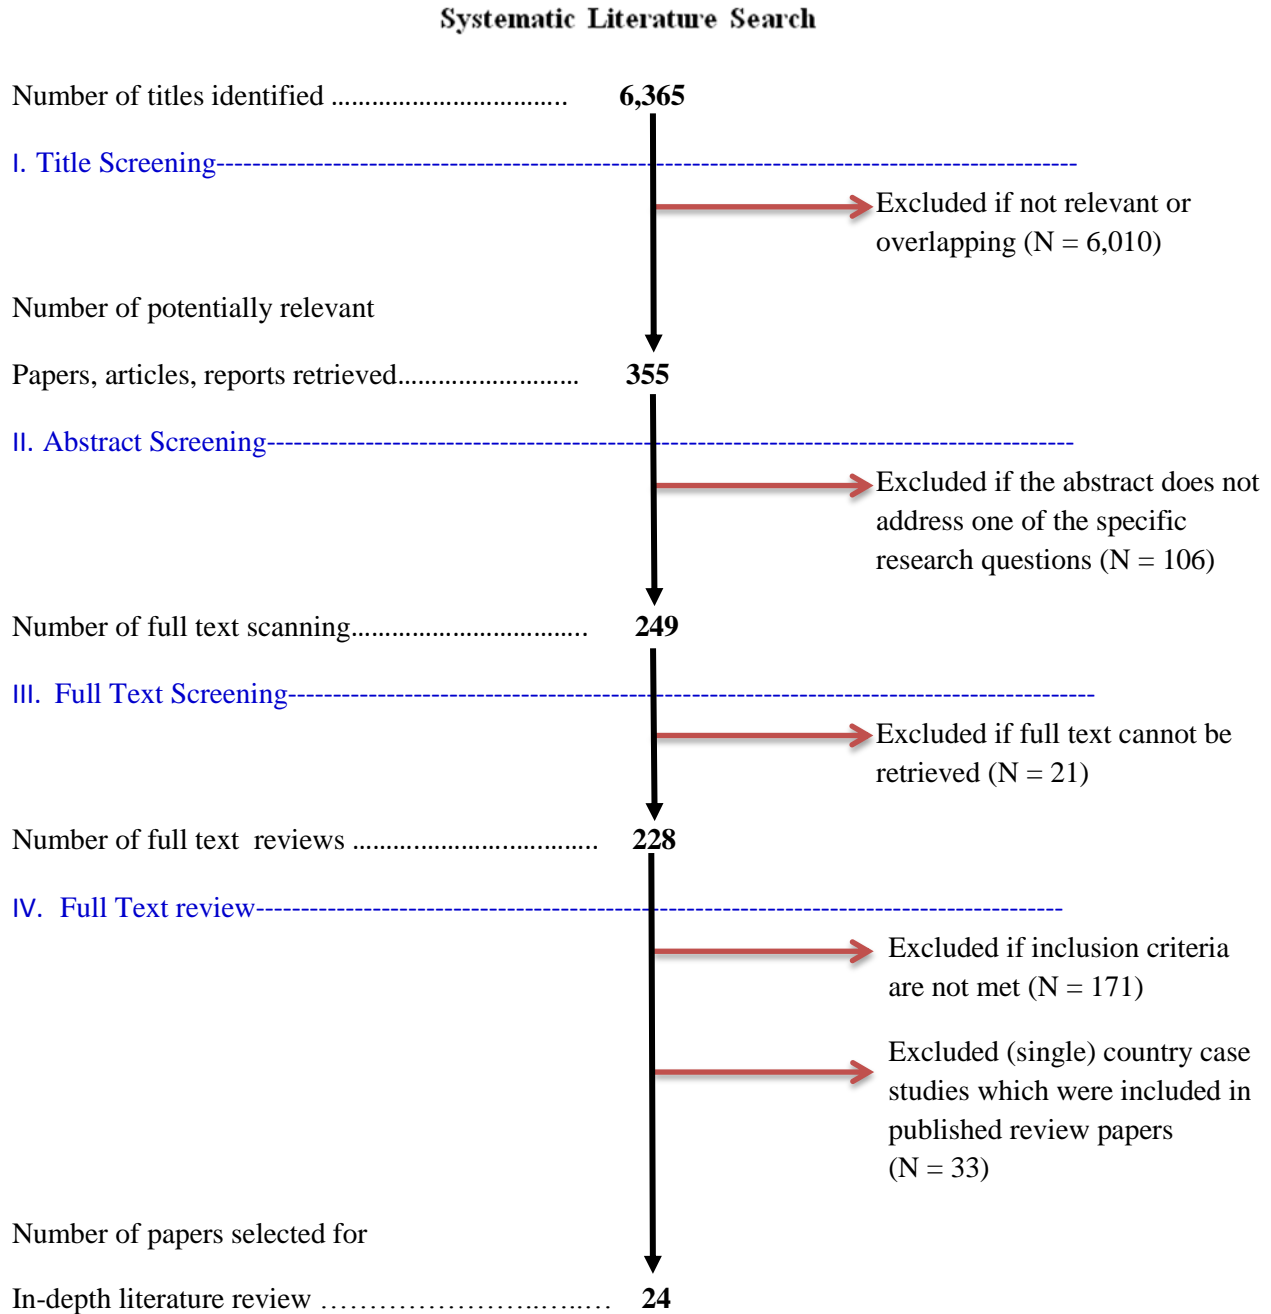 Systematic Literature Search
Number of titles identified ................................... 6,365
I. Title Screening------------------------------------------------------------------------------------------------
Excluded if not relevant or
overlapping (N = 6,010)
Number of potentially relevant
Papers, articles, reports retrieved........................... 355
II. Abstract Screening------------------------------------------------------------------------------------------
Excluded if the abstract does not
address one of the specific
research questions (N = 106)
Number of full text scanning................................... 249
III. Full Text Screening------------------------------------------------------------------------------------------
Excluded if full text cannot be
retrieved (N = 21)
Number of full text reviews .................................... 228
IV. Full Text review------------------------------------------------------------------------------------------
Excluded if inclusion criteria
are not met (N = 171)
Excluded (single) country case
studies which were included in
published review papers
(N = 33)
Number of papers selected for
In-depth literature review ................................... 24